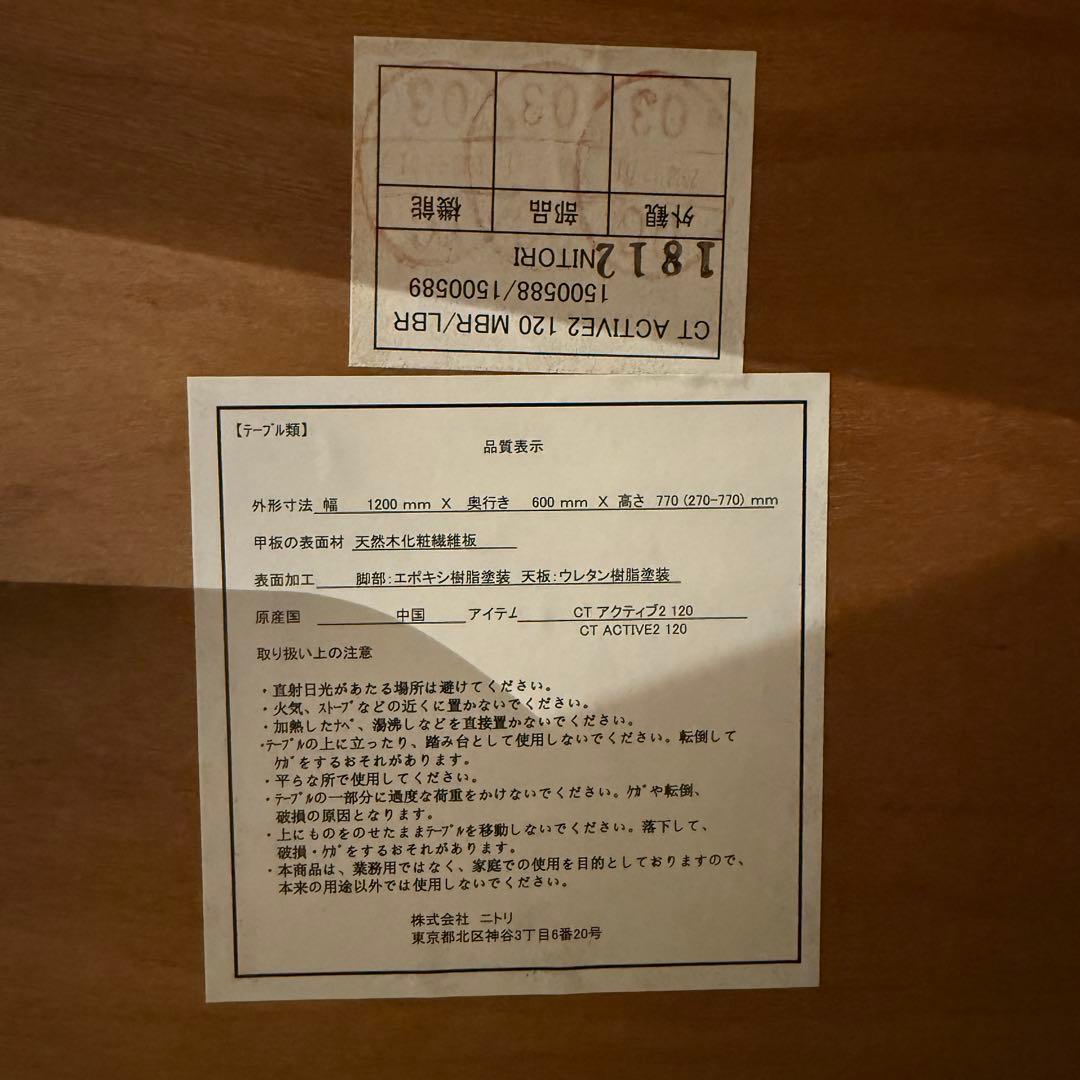 CT ACTIVE2 120 MBR/LBR
1500588/1500589
1812 NITORI
外観 部品 機能
03 03 03
【ﾃｰﾌﾞﾙ類】
品質表示
外形寸法 幅 1200 mm X 奥行き 600 mm X 高さ 770 (270-770) mm
甲板の表面材 天然木化粧繊維板
表面加工 脚部:エポキシ樹脂塗装 天板:ウレタン樹脂塗装
原産国 中国 アイテム CT アクティブ2 120
CT ACTIVE2 120
取り扱い上の注意
・直射日光があたる場所は避けてください。
・火気、ｽﾄｰﾌﾞなどの近くに置かないでください。
・加熱したﾅﾍﾞ、湯沸しなどを直接置かないでください。
・ﾃｰﾌﾞﾙの上に立ったり、踏み台として使用しないでください。転倒して
ｹｶﾞをするおそれがあります。
・平らな所で使用してください。
・ﾃｰﾌﾞﾙの一部分に過度な荷重をかけないでください。ｹｶﾞや転倒、
破損の原因となります。
・上にものをのせたままﾃｰﾌﾞﾙを移動しないでください。落下して、
破損・ｹｶﾞをするおそれがあります。
・本商品は、業務用ではなく、家庭での使用を目的としておりますので、
本来の用途以外では使用しないでください。
株式会社 ニトリ
東京都北区神谷3丁目6番20号